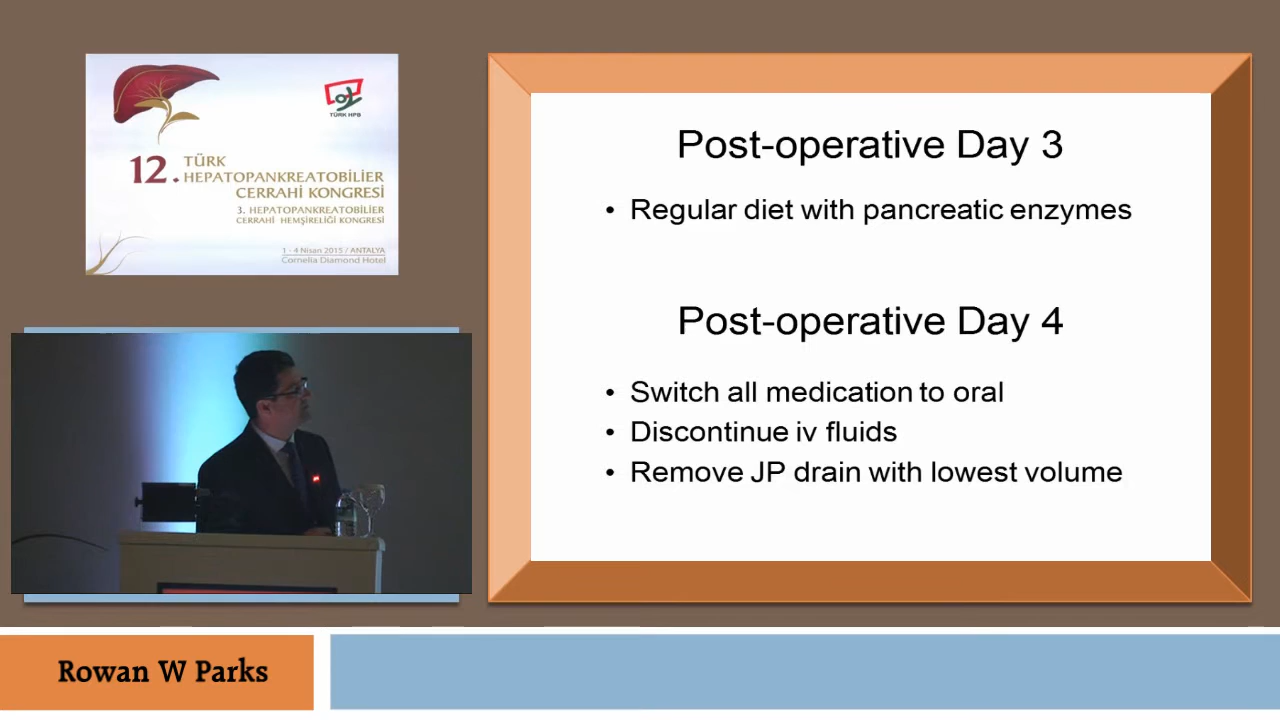 TÜRK HPB
12. TÜRK
HEPATOPANKREATOBİLİER
CERRAHİ KONGRESİ
3. HEPATOPANKREATOBİLİER
CERRAHİ HEMŞİRELİĞİ KONGRESİ
1 - 4 Nisan 2015 / ANTALYA
Cornelia Diamond Hotel
Post-operative Day 3
• Regular diet with pancreatic enzymes
Post-operative Day 4
• Switch all medication to oral
• Discontinue iv fluids
• Remove JP drain with lowest volume
Rowan W Parks